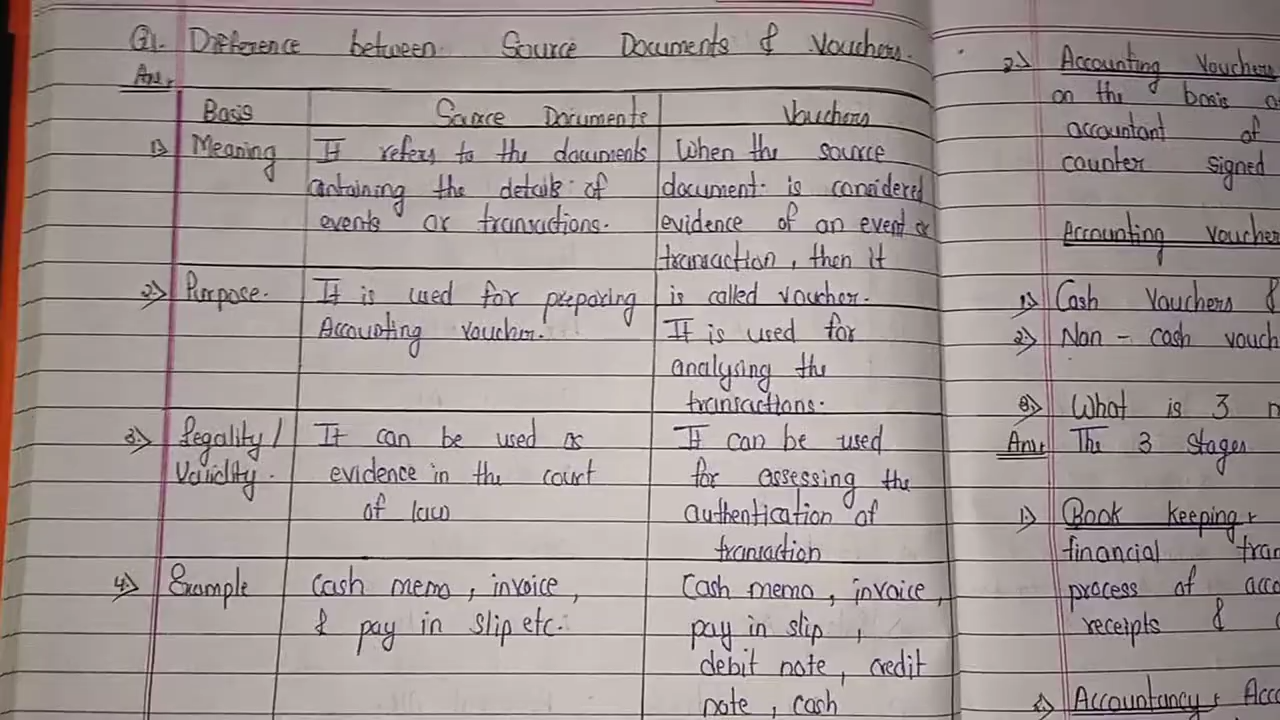 Q1. Difference between Source Documents & Vouchers.
Ans:
Basis Source Documents Vouchers
1) Meaning It refers to the documents When the source
containing the details of document is considered
events or transactions. evidence of an event or
transaction, then it
2) Purpose. It is used for preparing is called voucher.
Accounting voucher. It is used for
analysing the
transactions.
3) Legality/ It can be used as It can be used
Validity. evidence in the court for assessing the
of law authentication of
transaction
4) Example Cash memo, invoice, Cash memo, invoice,
& pay in slip etc. pay in slip,
debit note, credit
note, cash
2) Accounting Vouchers
on the basis o
accountant of
counter signed
Accounting Voucher
1) Cash Vouchers &
2) Non - cash vouch
3) What is 3
Ans: The 3 stages
1) Book keeping:
financial tran
process of acco
receipts &
2) Accountancy: Acco